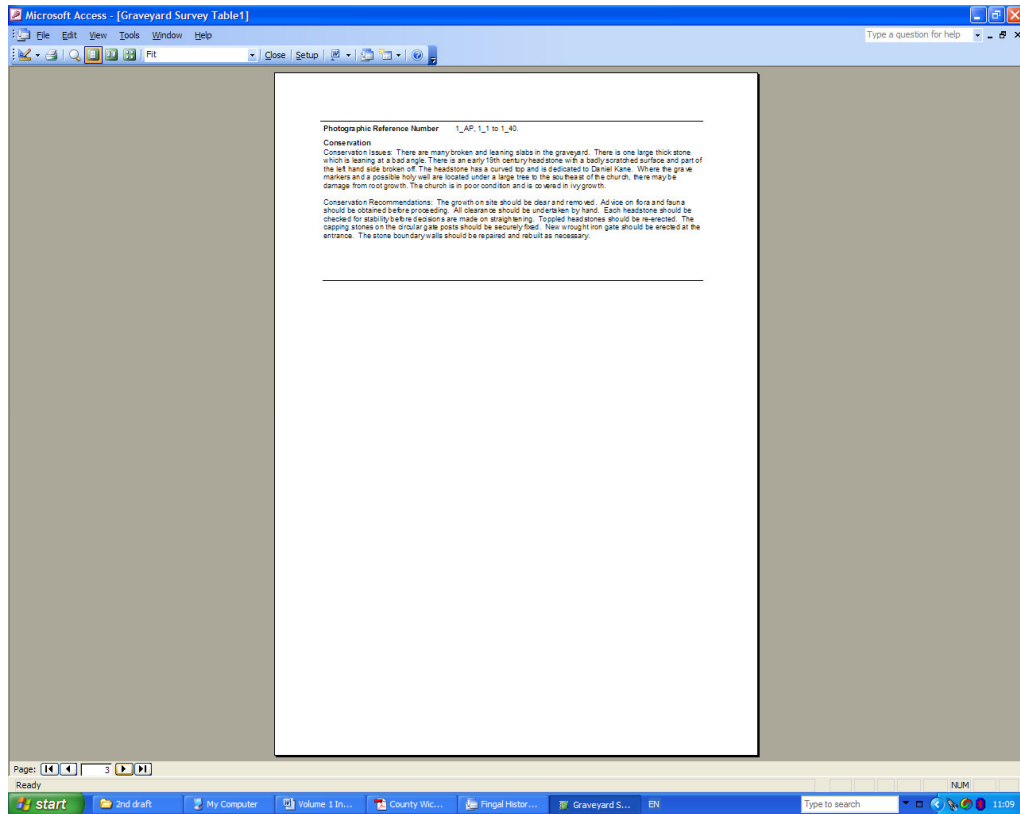 Microsoft Access - [Graveyard Survey Table1]
File Edit View Tools Window Help
Type a question for help
Fit
Close Setup
Photographic Reference Number 1_AP, 1_1 to 1_40.
Conservation
Conservation Issues: There are many broken and leaning slabs in the graveyard. There is one large thick stone
which is leaning at a bad angle. There is an early 19th century headstone with a badly scratched surface and part of
the left hand side broken off. The headstone has a curved top and is dedicated to Daniel Kane. Where the grave
markers and a possible holy well are located under a large tree to the southeast of the church, there may be
damage from root growth. The church is in poor condition and is covered in ivy growth.
Conservation Recommendations: The growth on site should be clear and removed. Advice on flora and fauna
should be obtained before proceeding. All clearance should be undertaken by hand. Each headstone should be
checked for stability before decisions are made on straightening. Toppled headstones should be re-erected. The
capping stones on the circular gate posts should be securely fixed. New wrought iron gate should be erected at the
entrance. The stone boundary walls should be repaired and rebuilt as necessary.
Page: 3
Ready
NUM
start 2nd draft My Computer Volume 1 In... County Wic... Fingal Histor... Graveyard S... EN Type to search 11:09